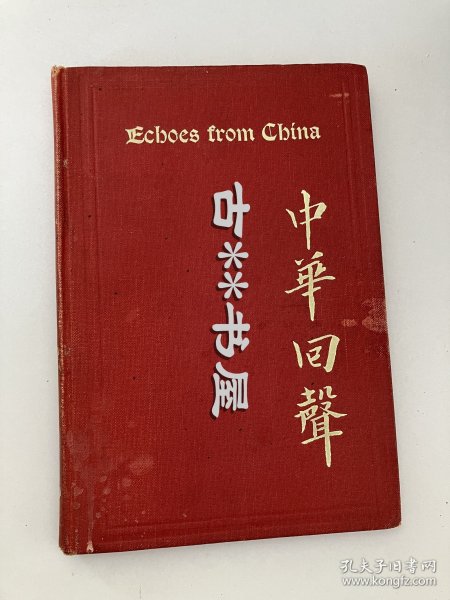 Echoes from China
中華回聲
古**书屋
孔夫子旧书网
www.kongfz.com